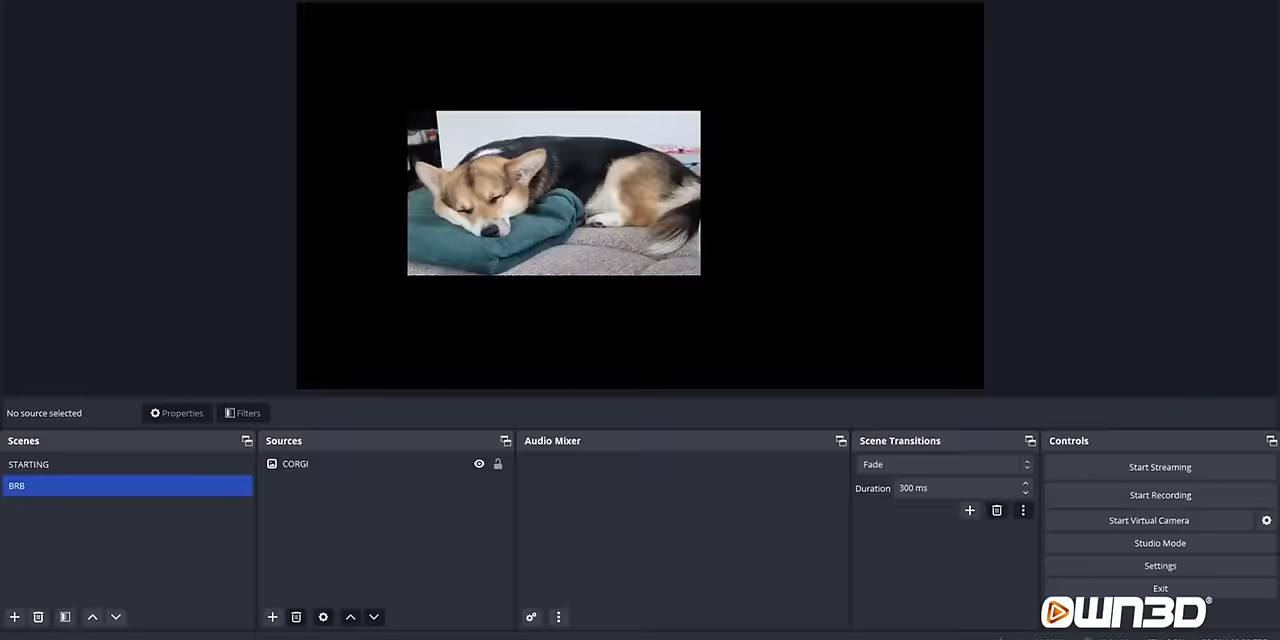 No source selected
Properties
Filters
Scenes
STARTING
BRB
Sources
CORGI
Audio Mixer
Scene Transitions
Fade
Duration 300 ms
Controls
Start Streaming
Start Recording
Start Virtual Camera
Studio Mode
Settings
Exit
OWN3D®